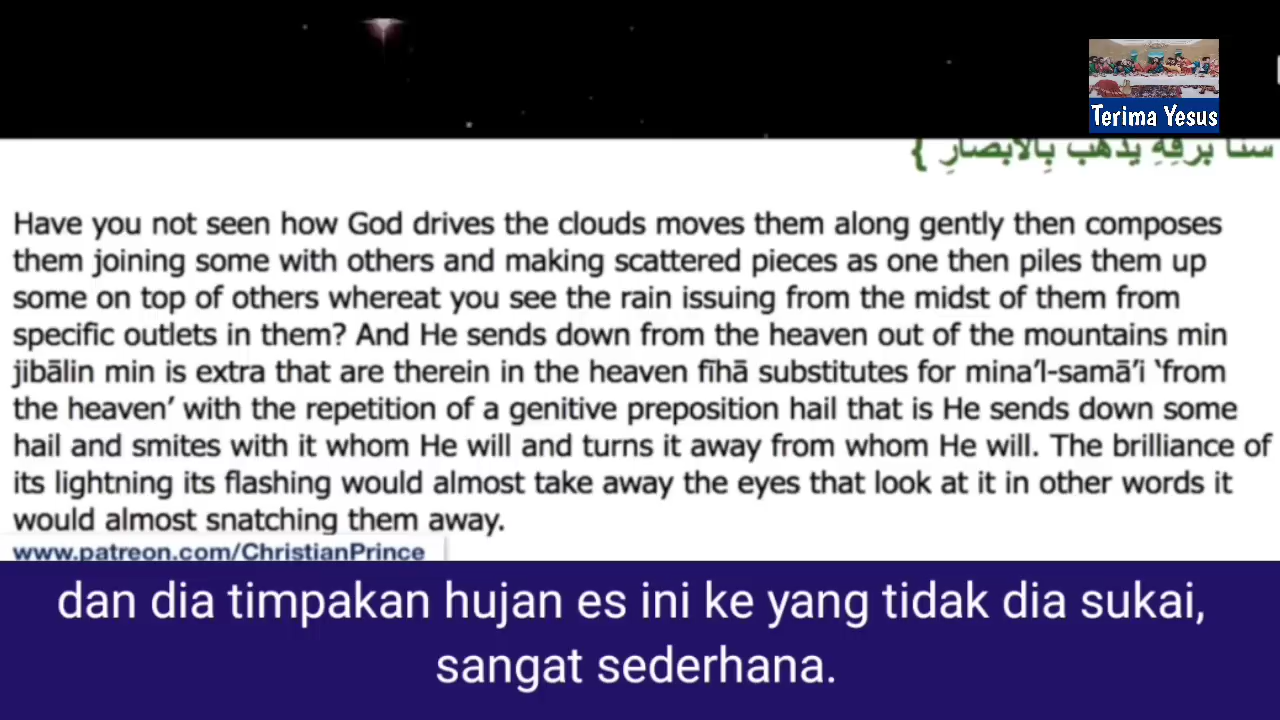 Terima Yesus
سنا برقِهِ يذهب بِالأبصارِ }
Have you not seen how God drives the clouds moves them along gently then composes
them joining some with others and making scattered pieces as one then piles them up
some on top of others whereat you see the rain issuing from the midst of them from
specific outlets in them? And He sends down from the heaven out of the mountains min
jibālin min is extra that are therein in the heaven fīhā substitutes for mina’l-samā’i ‘from
the heaven’ with the repetition of a genitive preposition hail that is He sends down some
hail and smites with it whom He will and turns it away from whom He will. The brilliance of
its lightning its flashing would almost take away the eyes that look at it in other words it
would almost snatching them away.
www.patreon.com/ChristianPrince
dan dia timpakan hujan es ini ke yang tidak dia sukai,
sangat sederhana.